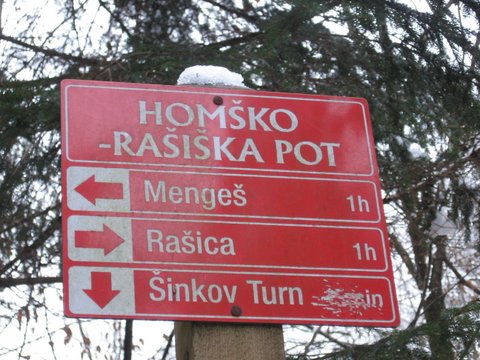 HOMŠKO
-RAŠIŠKA POT
Mengeš 1h
Rašica 1h
Šinkov Turn